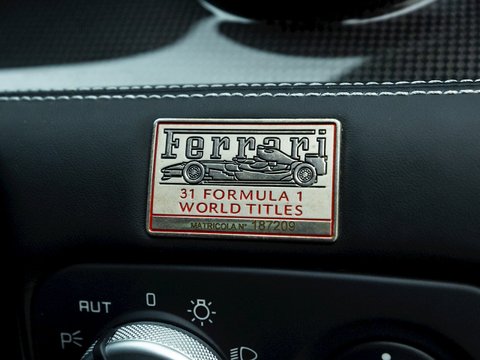 Ferrari
31 FORMULA 1
WORLD TITLES
MATRICOLA N° 187209
AUT 0
P